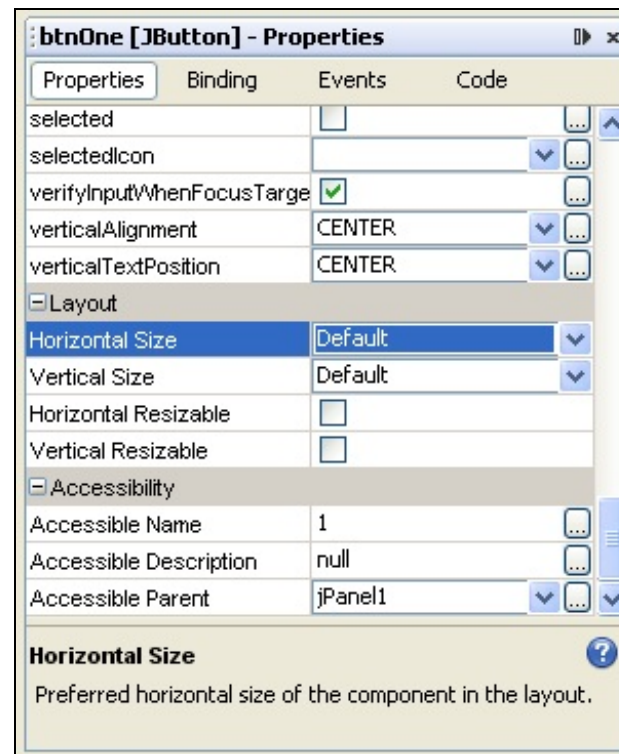 btnOne [JButton] - Properties
Properties Binding Events Code
selected ...
selectedIcon ...
verifyInputWhenFocusTarge ...
verticalAlignment CENTER ...
verticalTextPosition CENTER ...
Layout
Horizontal Size Default
Vertical Size Default
Horizontal Resizable
Vertical Resizable
Accessibility
Accessible Name 1 ...
Accessible Description null ...
Accessible Parent jPanel1 ...
Horizontal Size ?
Preferred horizontal size of the component in the layout.